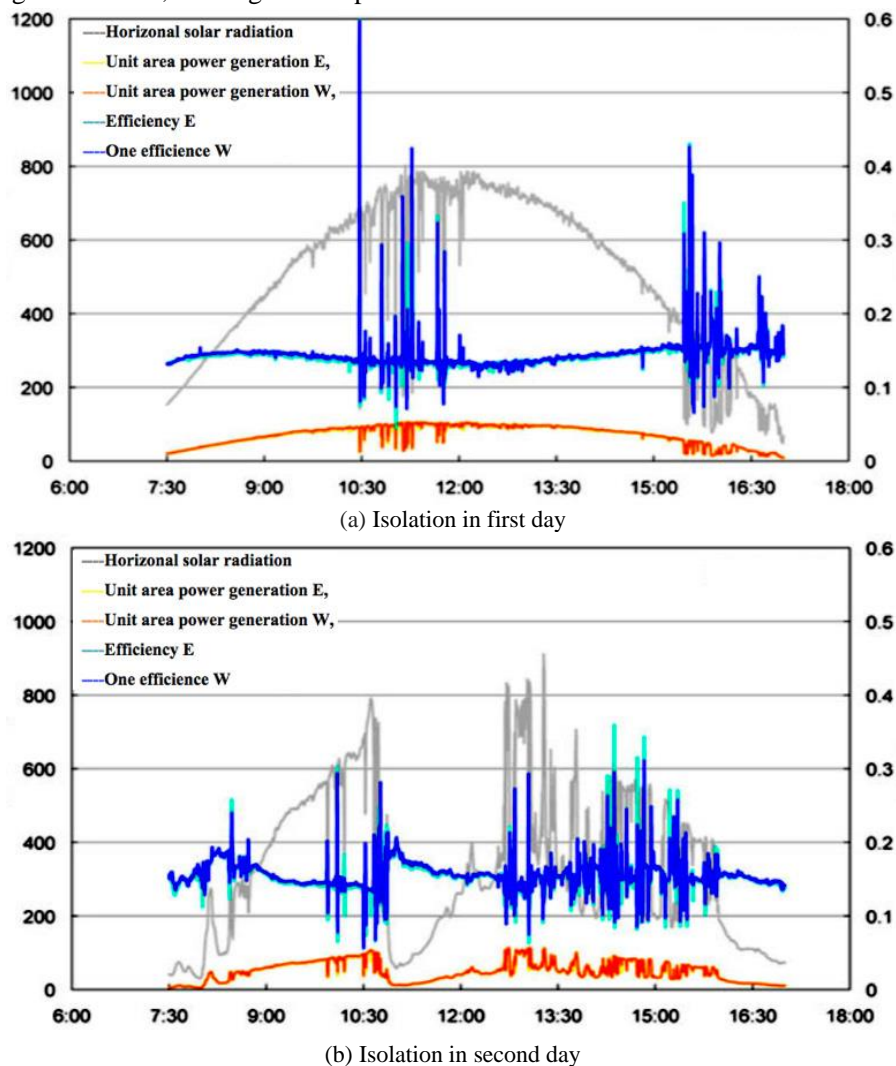 1200 0.6
Horizonal solar radiation
Unit area power generation E,
1000 0.5
Unit area power generation W,
Efficiency E
800 One efficience W 0.4
600 0.3
400 0.2
200 0.1
0 0
6:00 7:30 9:00 10:30 12:00 13:30 15:00 16:30 18:00
(a) Isolation in first day
1200 0.6
Horizonal solar radiation
Unit area power generation E,
1000 0.5
Unit area power generation W,
Efficiency E
One efficience W
800 0.4
600 0.3
400 0.2
200 0.1
0 0
6:00 7:30 9:00 10:30 12:00 13:30 15:00 16:30 18:00
(b) Isolation in second day